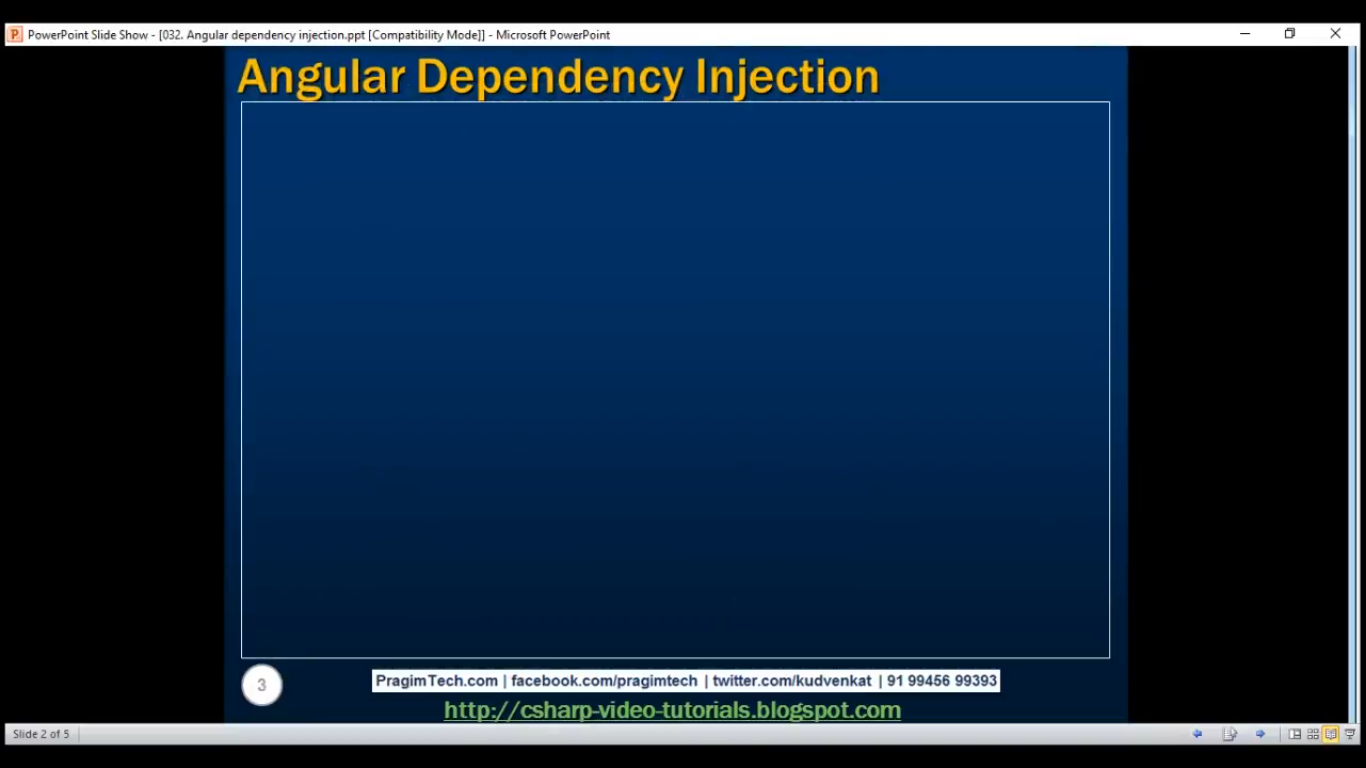 PowerPoint Slide Show - [032. Angular dependency injection.ppt [Compatibility Mode]] - Microsoft PowerPoint
Angular Dependency Injection
3
PragimTech.com | facebook.com/pragimtech | twitter.com/kudvenkat | 91 99456 99393
http://csharp-video-tutorials.blogspot.com
Slide 2 of 5